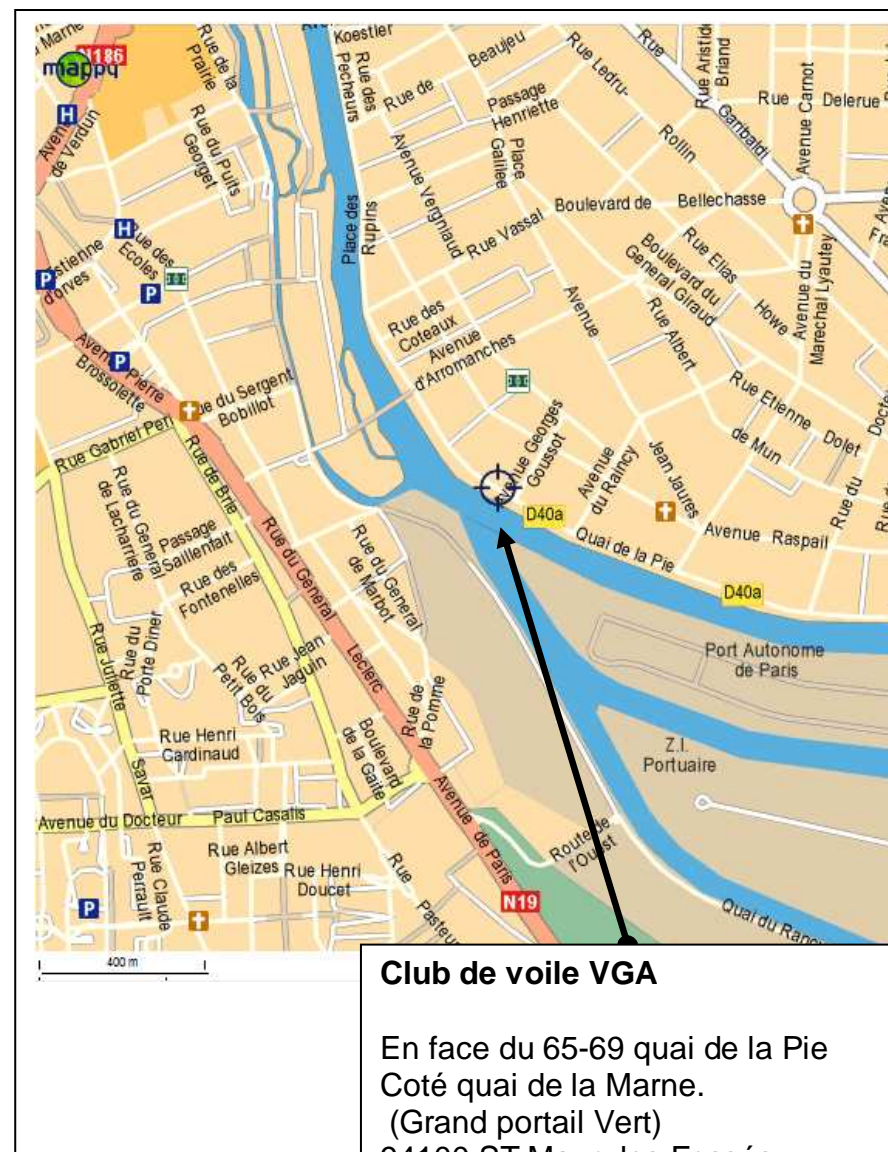 Koestier
la Marne
N186
mappy
Rue de la
Prairie
Rue des
Pecheurs
Beaujeu
Rue de
Rue Ledru-
Rollin
Rue
Garibaldi
Rue Aristide
Briand
Rue Delerue
Avenue Carnot
H
Avenue
de Verdun
Rue du Puits
Georget
Passage
Henriette
Place
Galilee
Avenue Vergniaud
Place des
Rupins
Rue Vassal
Boulevard de Bellechasse
H
Rue des
Ecoles
P
P
d'orves
Boulevard du
General Giraud
Rue Elias
Howe
Avenue du
Marechal Lyautey
Avenue
Rue Albert
Rue des
Coteaux
Avenue
d'Arromanches
P
Avenue Pierre
Brossolette
Rue du Sergent
Bobillot
Rue Gabriel Peri
Rue de Brie
Rue Etienne
Dolet
de Mun
Rue du
Avenue Georges
Goussot
Avenue
du Raincy
Jean Jaures
Avenue Raspail
D40a
Quai de la Pie
D40a
Rue du General
de Lacharriere
Passage
Saillenfait
Rue des
Fontenelles
Rue du General
Leclerc
Rue du General
de Marbot
Port Autonome
de Paris
Z.I.
Portuaire
Rue Juliette
Savar
Rue du
Porte Diner
Rue du
Petit Bois
Rue Jean
Jaguin
Rue Henri
Cardinaud
Boulevard
de la Gaite
Rue de
la Pomme
Avenue du Docteur Paul Casalis
Avenue de Paris
Route de
l'Ouest
Rue Albert
Gleizes
Rue Henri
Doucet
Rue Claude
Perrault
Rue
Pasteur
P
N19
Quai du Rancy
400 m
Club de voile VGA
En face du 65-69 quai de la Pie
Coté quai de la Marne.
(Grand portail Vert)